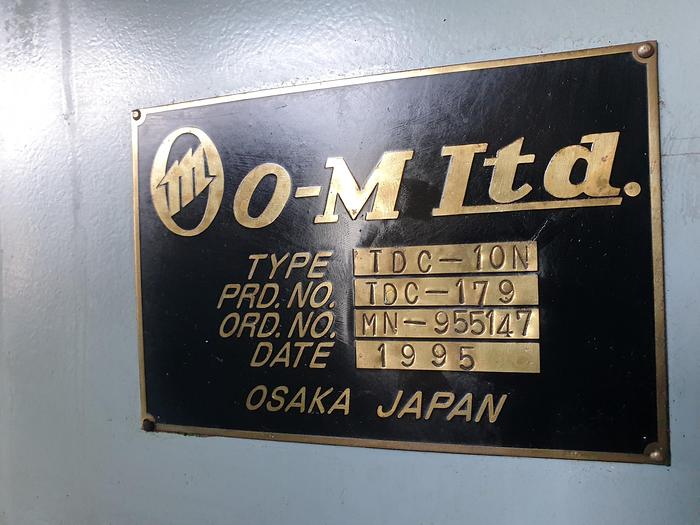 O-M Ltd.
TYPE TDC-10N
PRD. NO. TDC-179
ORD. NO. MN-955147
DATE 1995
OSAKA JAPAN